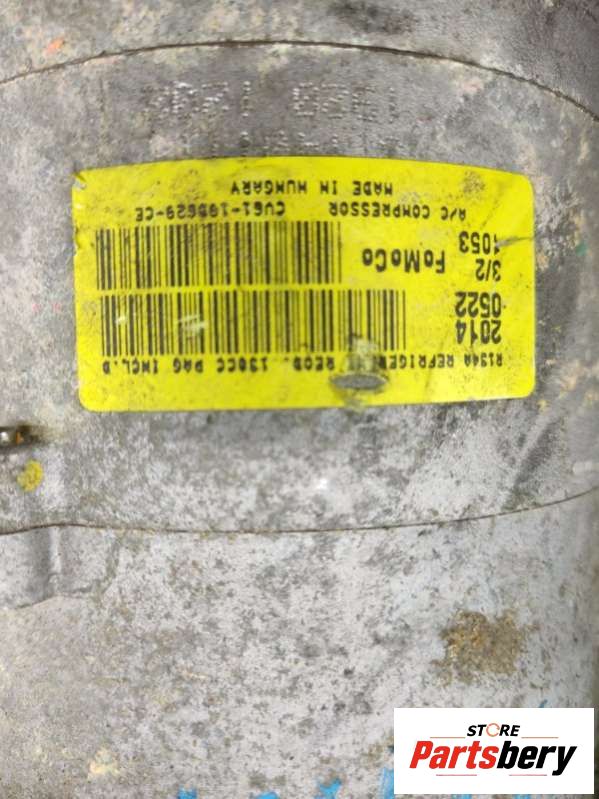 R134A REFRIGE REQD. 130CC PAG INCL.D
2014
0522
3/2
1053
FoMoCo
A/C COMPRESSOR CV61-19D629-CE
MADE IN HUNGARY
STORE
Partsbery